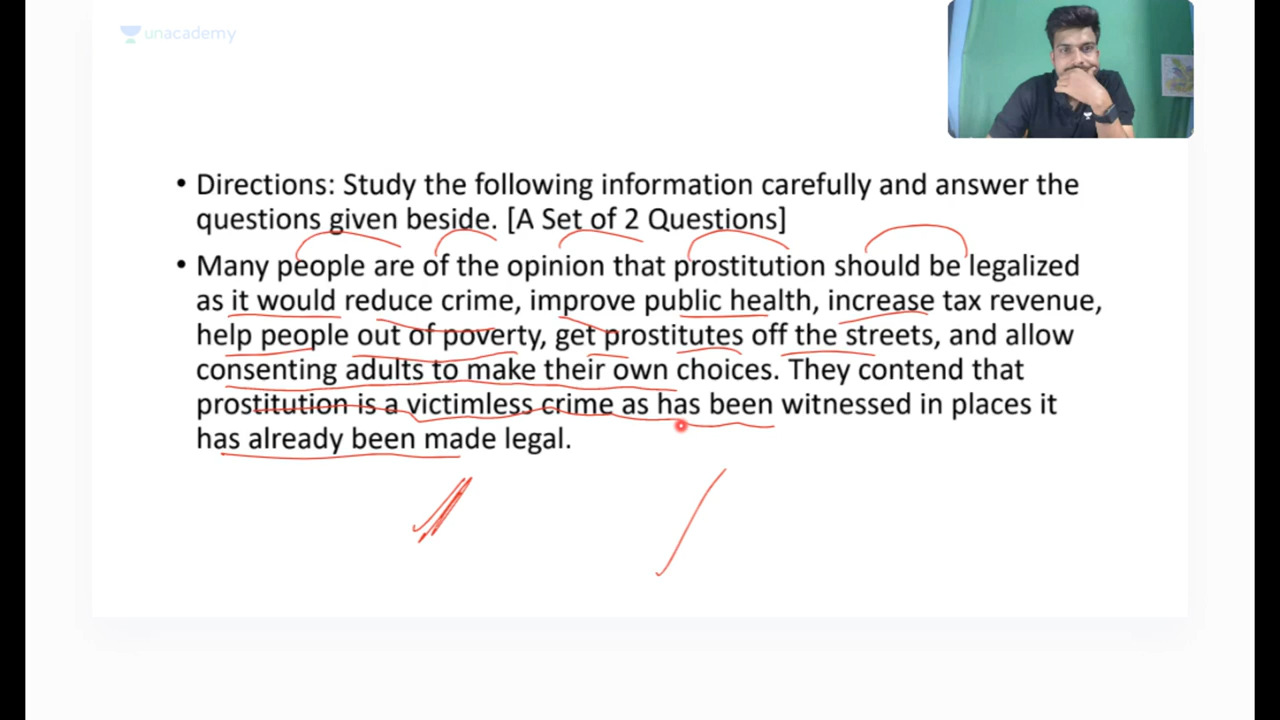 unacademy
• Directions: Study the following information carefully and answer the
questions given beside. [A Set of 2 Questions]
• Many people are of the opinion that prostitution should be legalized
as it would reduce crime, improve public health, increase tax revenue,
help people out of poverty, get prostitutes off the streets, and allow
consenting adults to make their own choices. They contend that
prostitution is a victimless crime as has been witnessed in places it
has already been made legal.